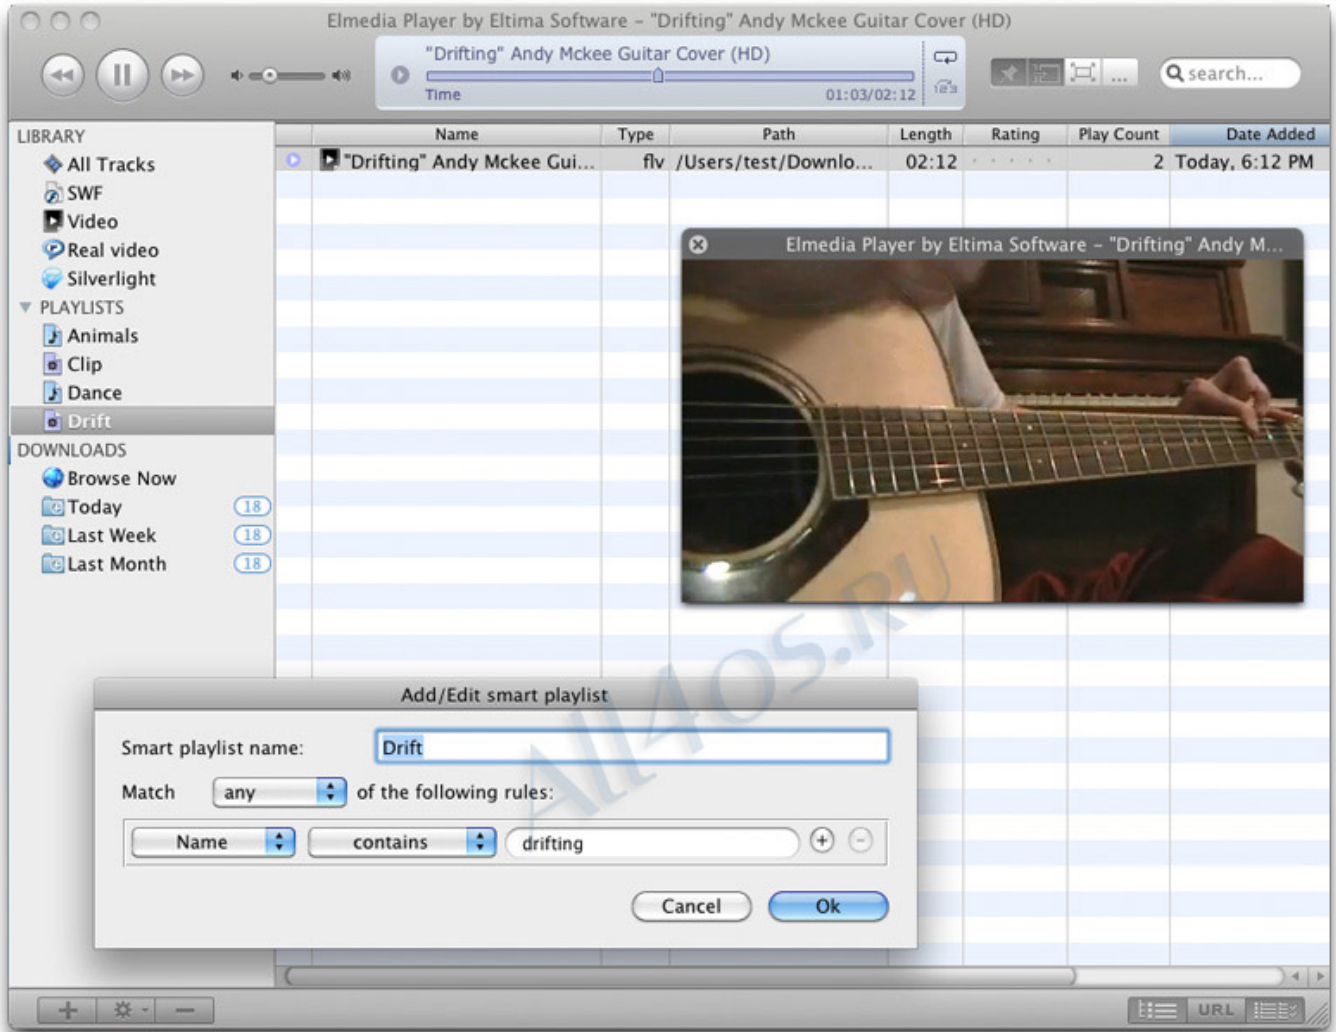 Elmedia Player by Eltima Software – "Drifting" Andy Mckee Guitar Cover (HD)
"Drifting" Andy Mckee Guitar Cover (HD)
Time 01:03/02:12
search...
LIBRARY
All Tracks
SWF
Video
Real video
Silverlight
PLAYLISTS
Animals
Clip
Dance
Drift
DOWNLOADS
Browse Now
Today 18
Last Week 18
Last Month 18
Name Type Path Length Rating Play Count Date Added
"Drifting" Andy Mckee Gui... flv /Users/test/Downlo... 02:12 2 Today, 6:12 PM
Elmedia Player by Eltima Software – "Drifting" Andy M...
All4os.RU
Add/Edit smart playlist
Smart playlist name: Drift
Match any of the following rules:
Name contains drifting
Cancel Ok
URL